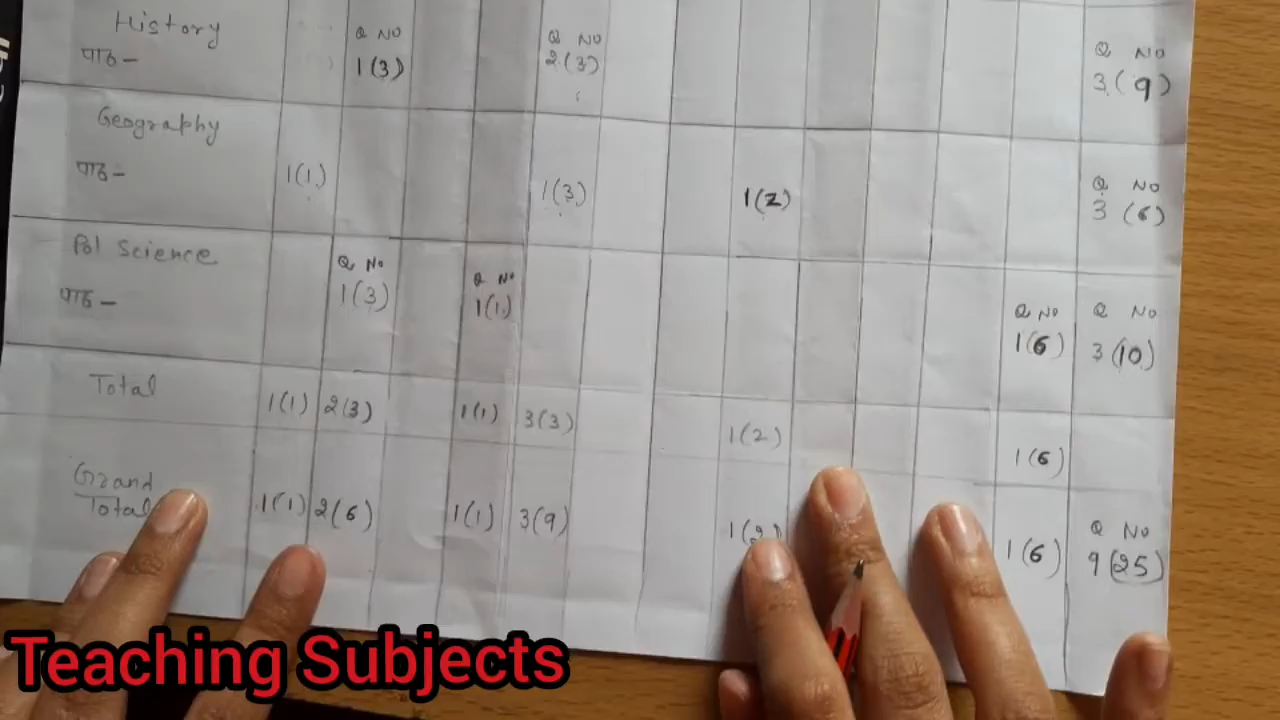 History
Q NO
Q NO
Q NO
पाठ-
1(3)
2(3)
3(9)
Geography
पाठ-
1(1)
1(3)
1(2)
Q NO
3 (6)
Pol Science
Q No
Q No
Q No
Q No
पाठ-
1(3)
1(1)
1(6)
3(10)
Total
1(1) 2(3) 1(1) 3(3) 1(2) 1(6)
Grand
Total
1(1) 2(6) 1(1) 3(9) 1(2) 1(6)
Q No
9(25)
Teaching Subjects